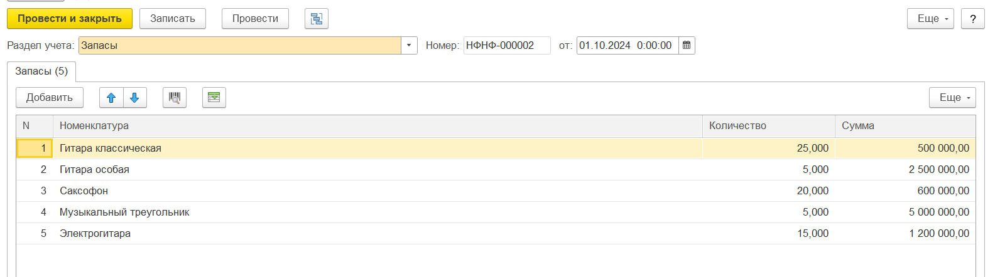 Провести и закрыть Записать Провести Еще ?
Раздел учета: Запасы Номер: НФНФ-000002 от: 01.10.2024 0:00:00
Запасы (5)
Добавить Еще
N Номенклатура Количество Сумма
1 Гитара классическая 25,000 500 000,00
2 Гитара особая 5,000 2 500 000,00
3 Саксофон 20,000 600 000,00
4 Музыкальный треугольник 5,000 5 000 000,00
5 Электрогитара 15,000 1 200 000,00